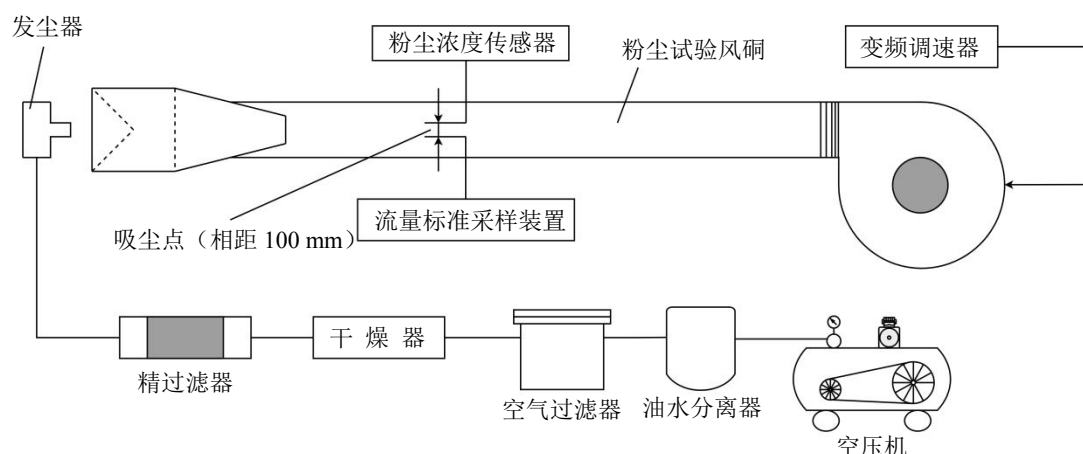 发尘器
粉尘浓度传感器
粉尘试验风硐
变频调速器
流量标准采样装置
吸尘点（相距 100 mm）
干 燥 器
精过滤器
空气过滤器
油水分离器
空压机